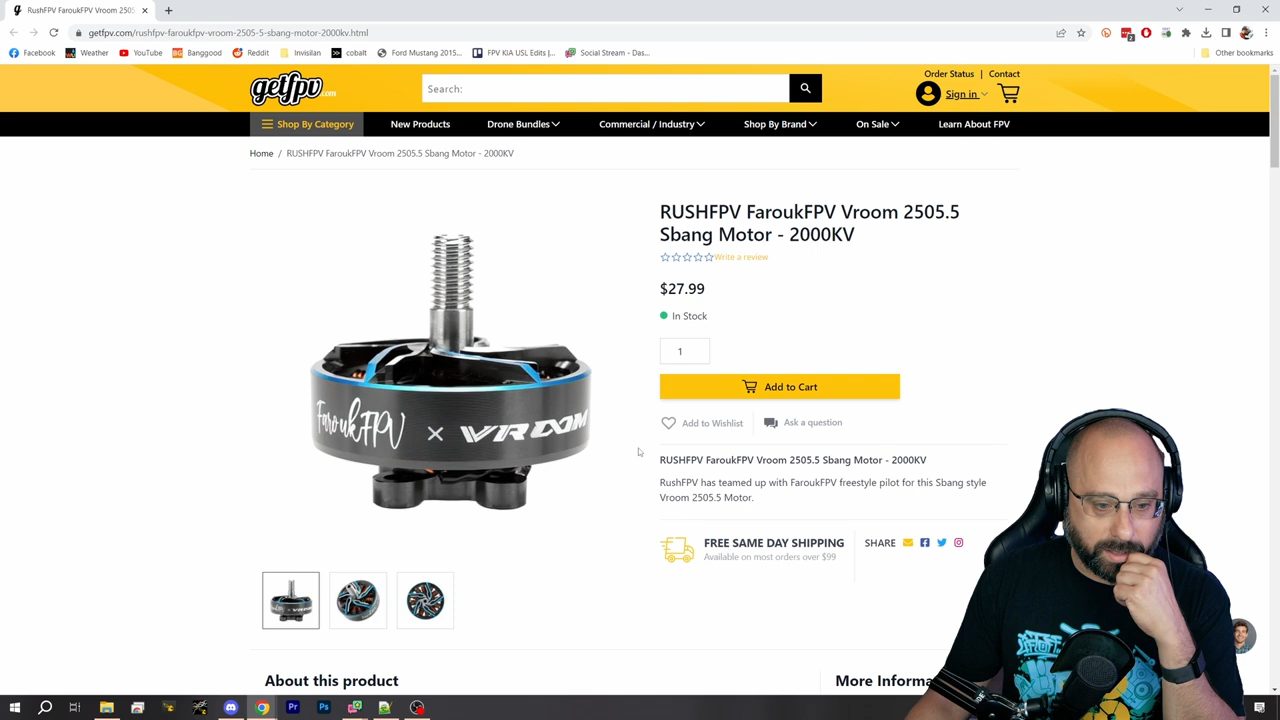 RushFPV FaroukFPV Vroom 2505
getfpv.com/rushfpv-faroukfpv-vroom-2505-5-sbang-motor-2000kv.html
Facebook
Weather
YouTube
Banggood
Reddit
Invisilan
cobalt
Ford Mustang 2015...
FPV KIA USL Edits |...
Social Stream - Das...
Other bookmarks
getfpv.com
Search:
Order Status | Contact
Sign in
Shop By Category
New Products
Drone Bundles
Commercial / Industry
Shop By Brand
On Sale
Learn About FPV
Home / RUSHFPV FaroukFPV Vroom 2505.5 Sbang Motor - 2000KV
RUSHFPV FaroukFPV Vroom 2505.5
Sbang Motor - 2000KV
Write a review
$27.99
In Stock
1
Add to Cart
Add to Wishlist
Ask a question
FaroukFPV × VROOM
RUSHFPV FaroukFPV Vroom 2505.5 Sbang Motor - 2000KV
RushFPV has teamed up with FaroukFPV freestyle pilot for this Sbang style
Vroom 2505.5 Motor.
FREE SAME DAY SHIPPING
Available on most orders over $99
SHARE
About this product
More Informa